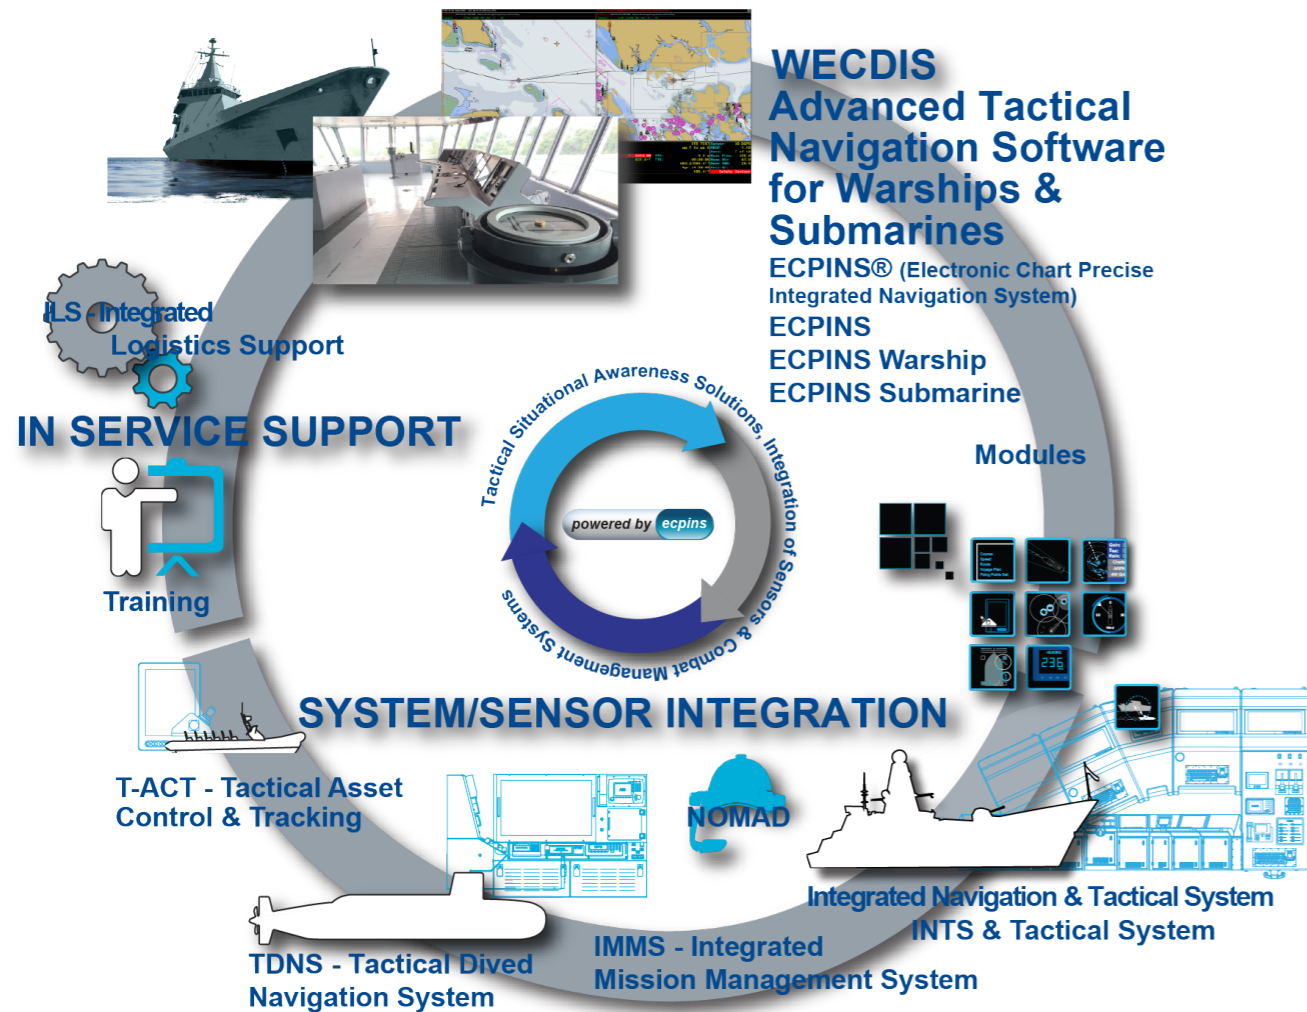 WECDIS
Advanced Tactical
Navigation Software
for Warships &
Submarines
ECPINS® (Electronic Chart Precise
Integrated Navigation System)
ECPINS
ECPINS Warship
ECPINS Submarine
Modules
ILS - Integrated
Logistics Support
IN SERVICE SUPPORT
Training
Tactical Situational Awareness Solutions, Integration of Sensors & Combat Management Systems
powered by ecpins
236
SYSTEM/SENSOR INTEGRATION
T-ACT - Tactical Asset
Control & Tracking
NOMAD
Integrated Navigation & Tactical System
INTS & Tactical System
IMMS - Integrated
Mission Management System
TDNS - Tactical Dived
Navigation System